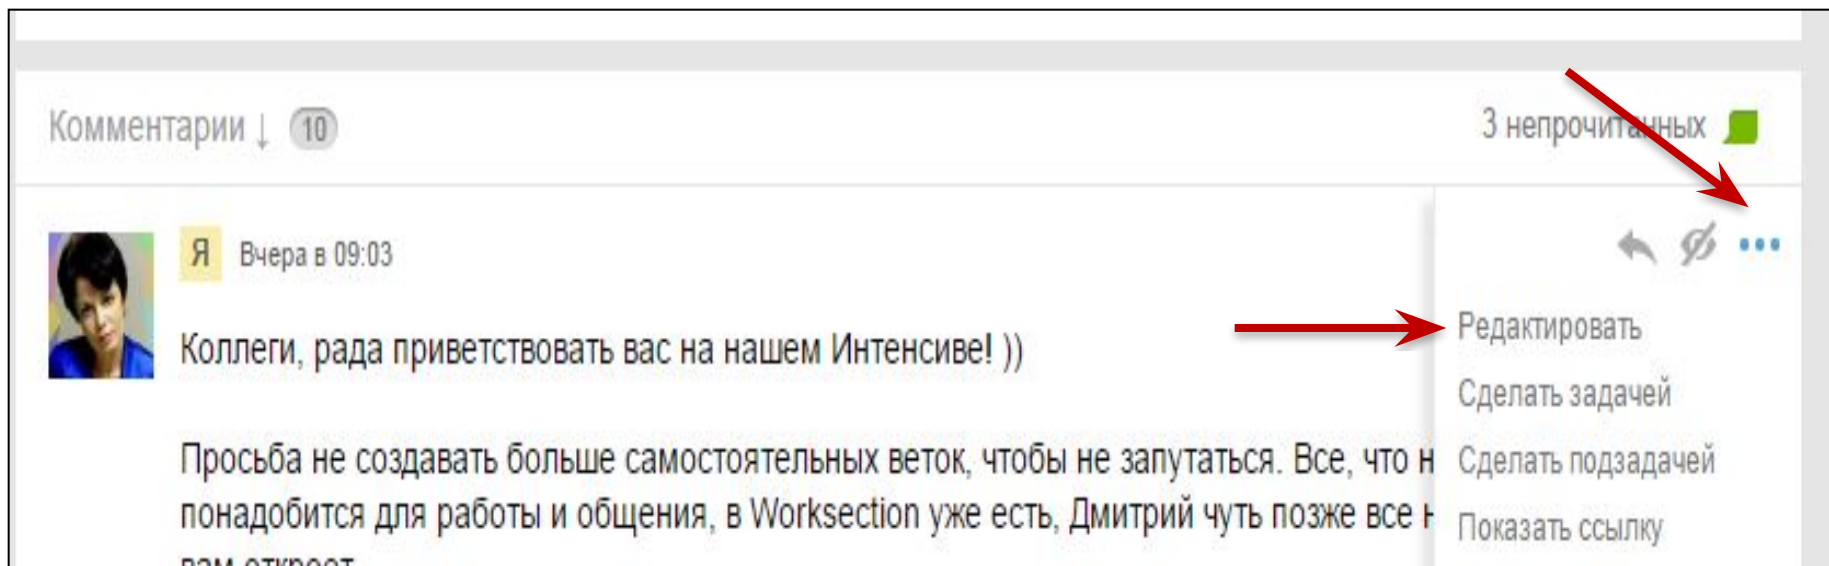 Комментарии ↓ 10
3 непрочитанных
Я Вчера в 09:03
Коллеги, рада приветствовать вас на нашем Интенсиве! ))
Просьба не создавать больше самостоятельных веток, чтобы не запутаться. Все, что
понадобится для работы и общения, в Worksection уже есть, Дмитрий чуть позже все
вам откроет
Редактировать
Сделать задачей
Сделать подзадачей
Показать ссылку